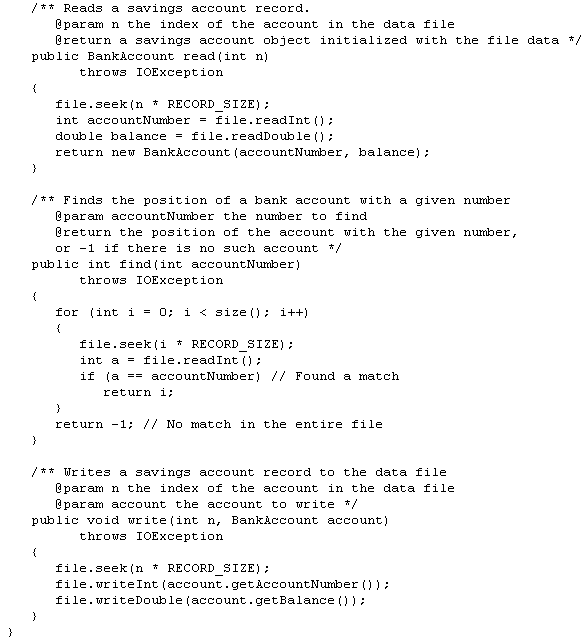 /** Reads a savings account record.
@param n the index of the account in the data file
@return a savings account object initialized with the file data */
public BankAccount read(int n)
throws IOException
{
file.seek(n * RECORD_SIZE);
int accountNumber = file.readInt();
double balance = file.readDouble();
return new BankAccount(accountNumber, balance);
}
/** Finds the position of a bank account with a given number
@param accountNumber the number to find
@return the position of the account with the given number,
or -1 if there is no such account */
public int find(int accountNumber)
throws IOException
{
for (int i = 0; i < size(); i++)
{
file.seek(i * RECORD_SIZE);
int a = file.readInt();
if (a == accountNumber) // Found a match
return i;
}
return -1; // No match in the entire file
}
/** Writes a savings account record to the data file
@param n the index of the account in the data file
@param account the account to write */
public void write(int n, BankAccount account)
throws IOException
{
file.seek(n * RECORD_SIZE);
file.writeInt(account.getAccountNumber());
file.writeDouble(account.getBalance());
}
}